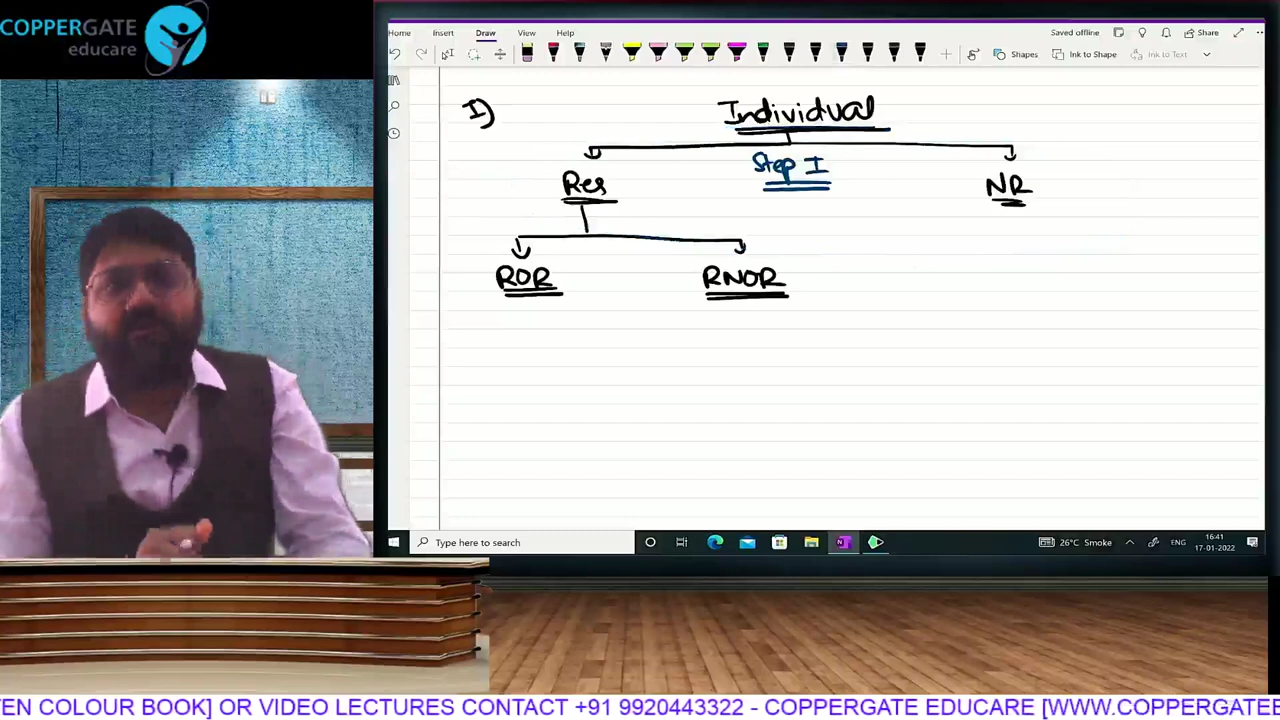 COPPERGATE
educare
Home Insert Draw View Help
Saved offline
Share
Shapes
Ink to Shape
Ink to Text
I)
Individual
Step I
Res
NR
ROR
RNOR
Type here to search
26°C Smoke
ENG
16:41
17-01-2022
TEN COLOUR BOOK] OR VIDEO LECTURES CONTACT +91 9920443322 - COPPERGATE EDUCARE [WWW.COPPERGATEE